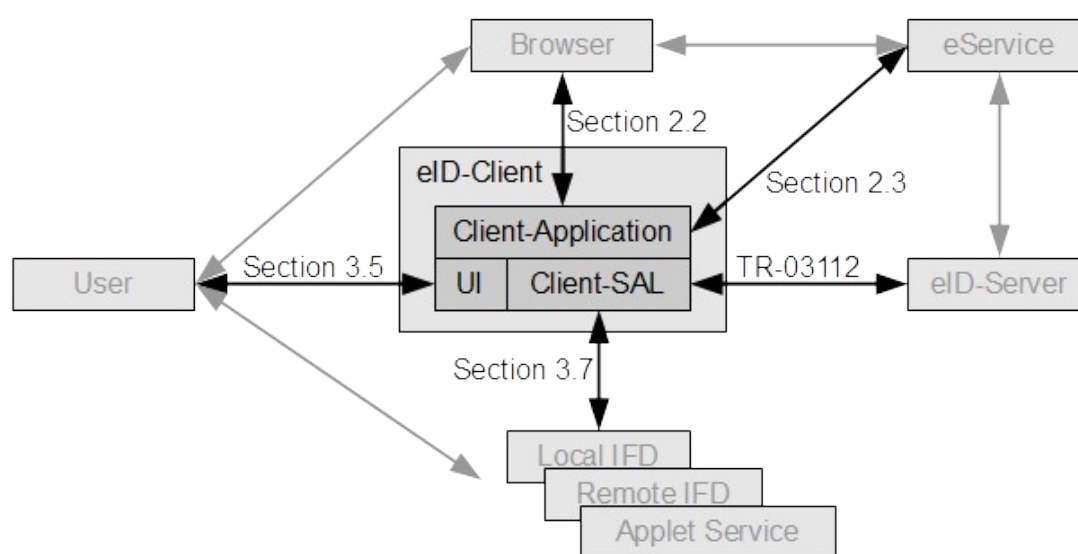 Browser
eService
Section 2.2
eID-Client
Section 2.3
Client-Application
User
Section 3.5
UI
Client-SAL
TR-03112
eID-Server
Section 3.7
Local IFD
Remote IFD
Applet Service